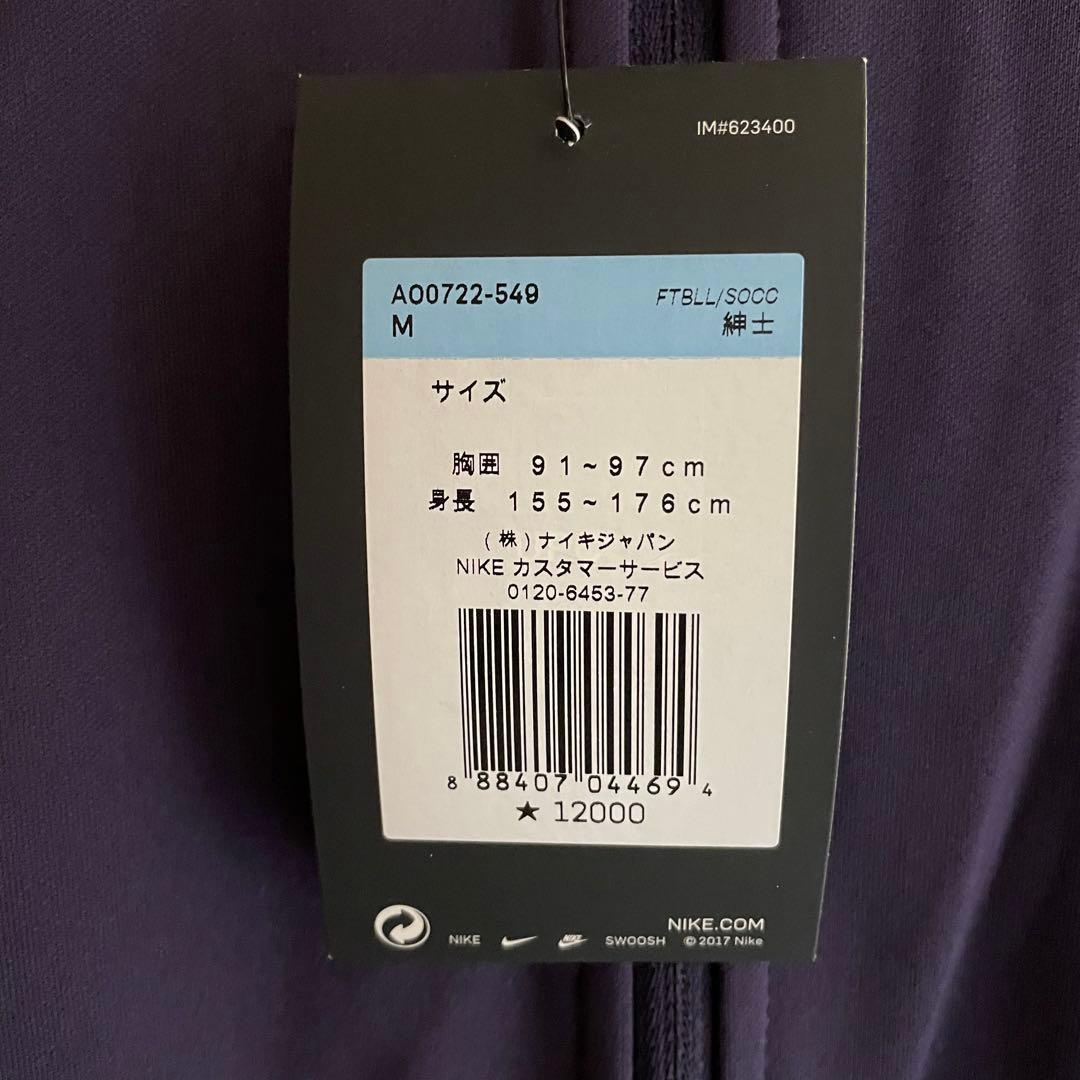 IM#623400
AO0722-549
FTBLL/SOCC
M
紳士
サイズ
胸囲 91~97cm
身長 155~176cm
(株)ナイキジャパン
NIKE カスタマーサービス
0120-6453-77
8 88407 04469 4
★ 12000
NIKE.COM
NIKE NIKE SWOOSH © 2017 Nike